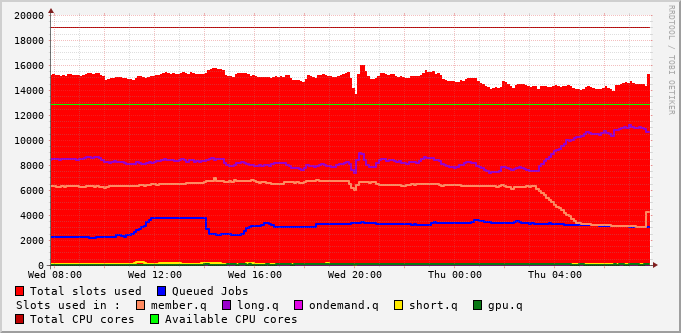 20000
18000
16000
14000
12000
10000
8000
6000
4000
2000
0
Wed 08:00 Wed 12:00 Wed 16:00 Wed 20:00 Thu 00:00 Thu 04:00
Total slots used Queued Jobs
Slots used in : member.q long.q ondemand.q short.q gpu.q
Total CPU cores Available CPU cores
RRDTOOL / TOBI OETIKER